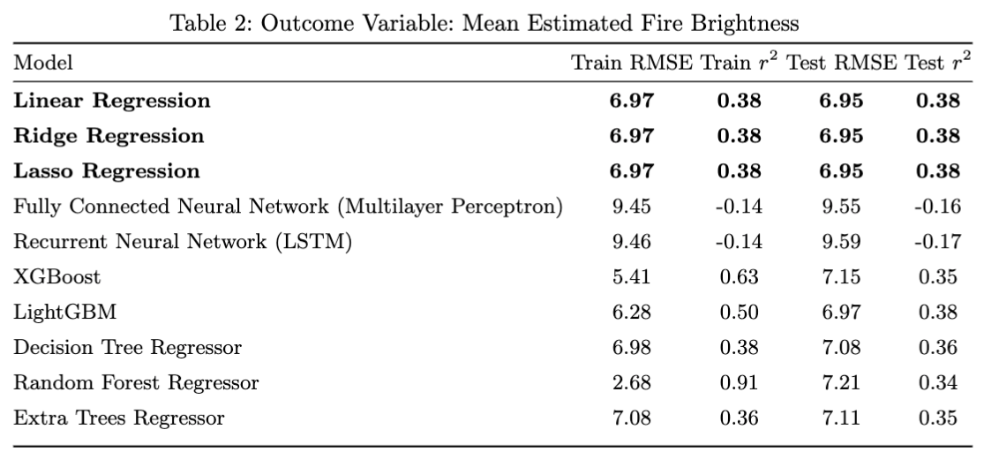 Table 2: Outcome Variable: Mean Estimated Fire Brightness
Model Train RMSE Train r² Test RMSE Test r²
Linear Regression 6.97 0.38 6.95 0.38
Ridge Regression 6.97 0.38 6.95 0.38
Lasso Regression 6.97 0.38 6.95 0.38
Fully Connected Neural Network (Multilayer Perceptron) 9.45 -0.14 9.55 -0.16
Recurrent Neural Network (LSTM) 9.46 -0.14 9.59 -0.17
XGBoost 5.41 0.63 7.15 0.35
LightGBM 6.28 0.50 6.97 0.38
Decision Tree Regressor 6.98 0.38 7.08 0.36
Random Forest Regressor 2.68 0.91 7.21 0.34
Extra Trees Regressor 7.08 0.36 7.11 0.35